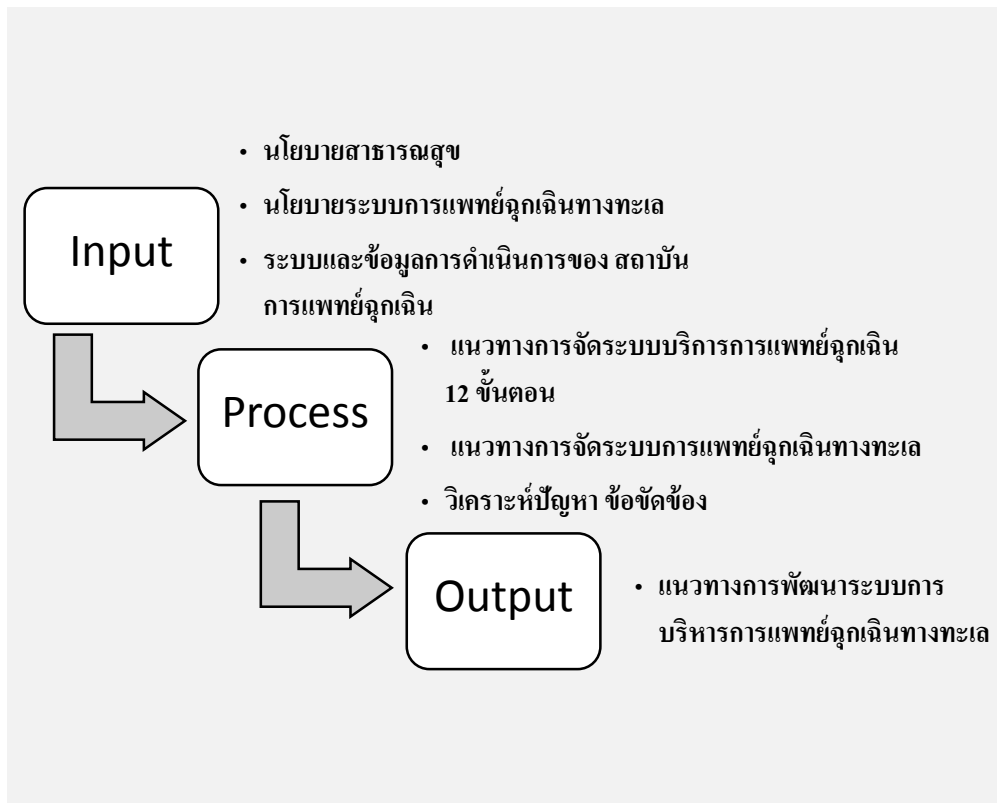 • นโยบายสาธารณสุข
• นโยบายระบบการแพทย์ฉุกเฉินทางทะเล
Input
• ระบบและข้อมูลการดำเนินการของ สถาบัน
การแพทย์ฉุกเฉิน
• แนวทางการจัดระบบบริการการแพทย์ฉุกเฉิน
12 ขั้นตอน
Process
• แนวทางการจัดระบบการแพทย์ฉุกเฉินทางทะเล
• วิเคราะห์ปัญหา ข้อขัดข้อง
Output
• แนวทางการพัฒนาระบบการ
บริหารการแพทย์ฉุกเฉินทางทะเล